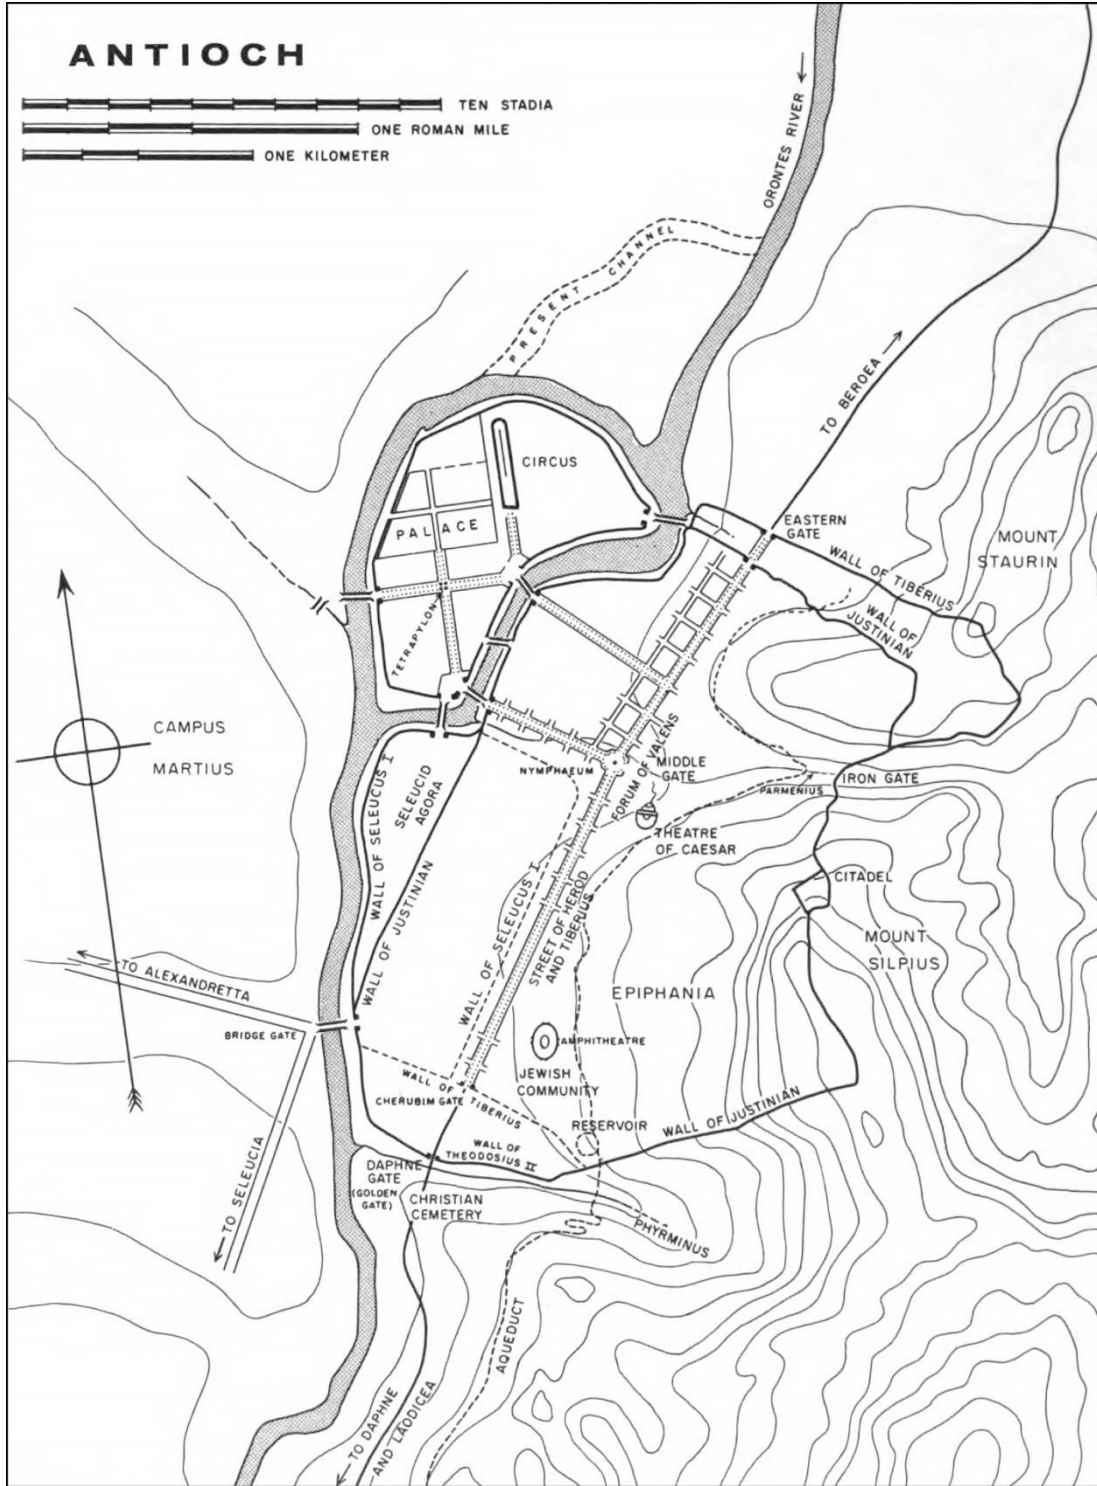 ANTIOCH
TEN STADIA
ONE ROMAN MILE
ONE KILOMETER
ORONTES RIVER
PRESENT CHANNEL
TO BEROEA
CIRCUS
PALACE
EASTERN
GATE
MOUNT
STAURIN
WALL OF TIBERIUS
WALL OF
JUSTINIAN
TETRAPYLON
CAMPUS
MARTIUS
WALL OF SELEUCUS I
SELEUCID
AGORA
NYMPHAEUM
FORUM OF VALENS
MIDDLE
GATE
PARMENIUS
IRON GATE
THEATRE
OF CAESAR
CITADEL
MOUNT
SILPIUS
WALL OF JUSTINIAN
WALL OF SELEUCUS I
STREET OF HEROD
AND TIBERIUS
EPIPHANIA
TO ALEXANDRETTA
BRIDGE GATE
AMPHITHEATRE
JEWISH
COMMUNITY
WALL OF TIBERIUS
CHERUBIM GATE
RESERVOIR
WALL OF JUSTINIAN
WALL OF
THEODOSIUS II
TO SELEUCIA
DAPHNE
GATE
(GOLDEN
GATE)
CHRISTIAN
CEMETERY
PHYRMINUS
AQUEDUCT
TO DAPHNE
AND LAODICEA